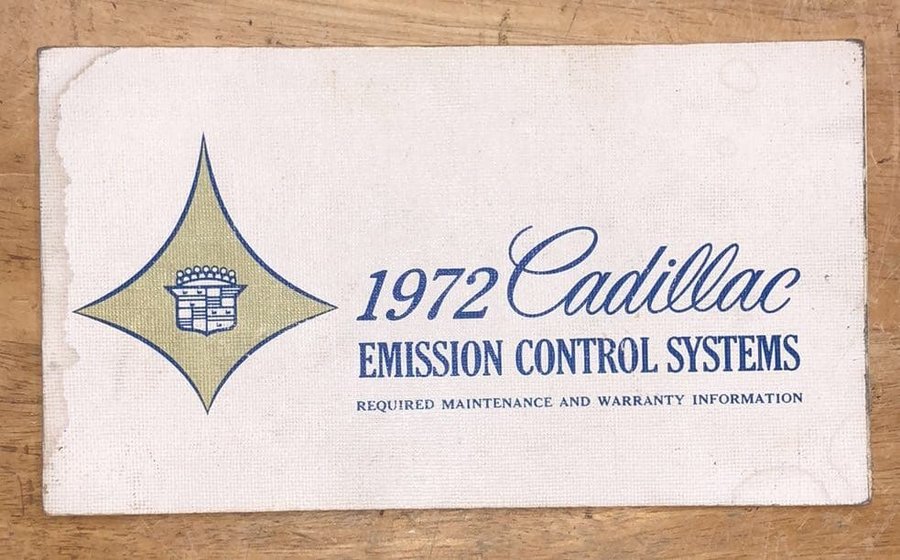 1972 Cadillac
EMISSION CONTROL SYSTEMS
REQUIRED MAINTENANCE AND WARRANTY INFORMATION